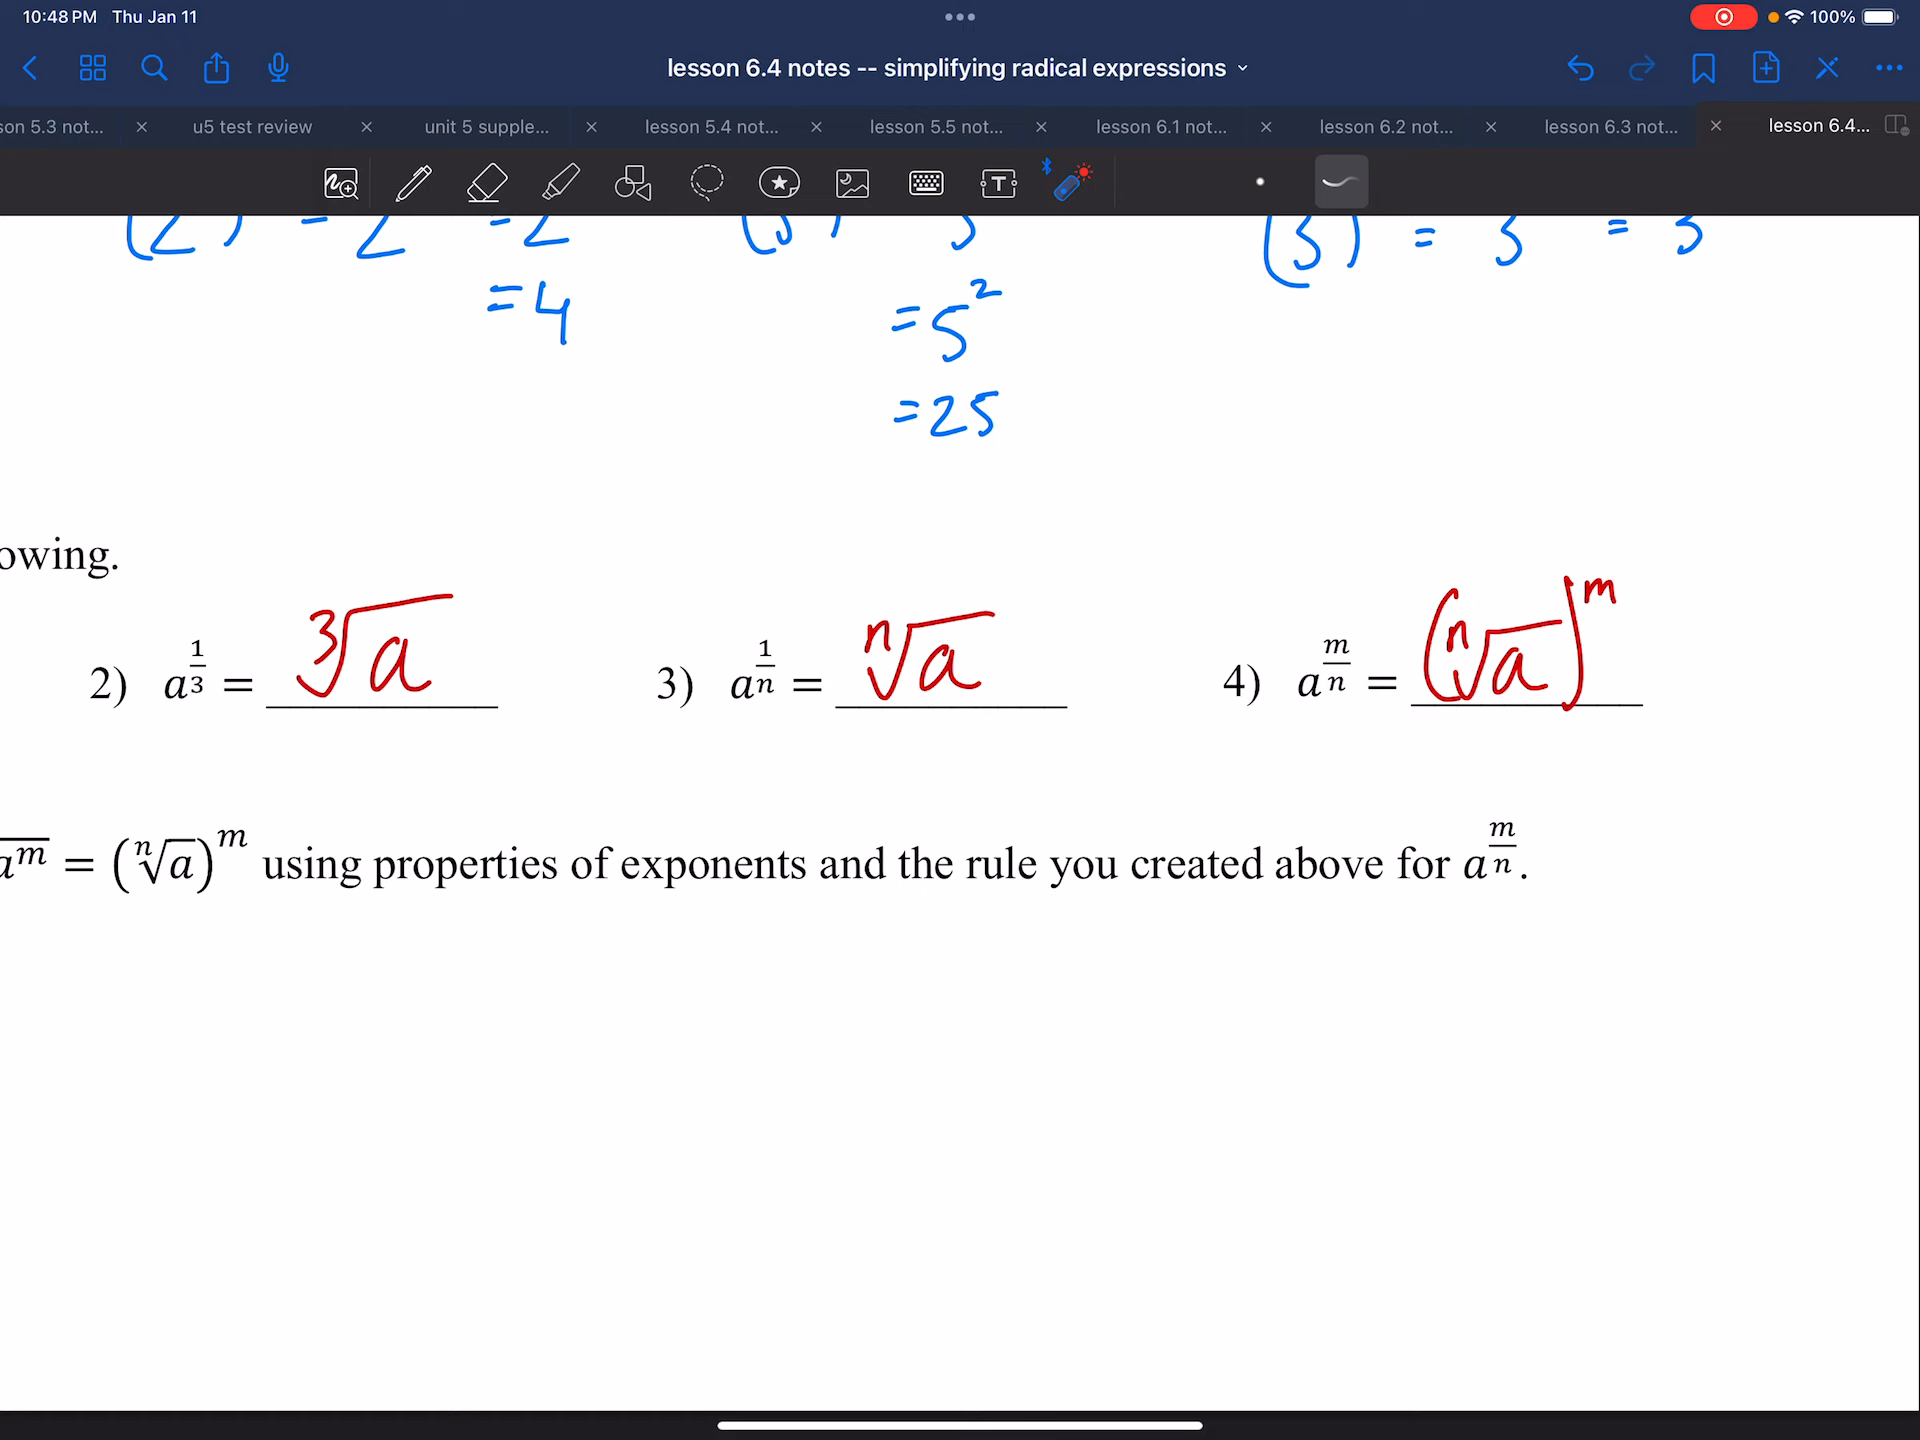 10:48 PM Thu Jan 11
100%
lesson 6.4 notes -- simplifying radical expressions
son 5.3 not... u5 test review unit 5 supple... lesson 5.4 not... lesson 5.5 not... lesson 6.1 not... lesson 6.2 not... lesson 6.3 not... lesson 6.4...
= 4 = 5²
= 25
owing.
2) a^(1/3) = ∛a 3) a^(1/n) = ⁿ√a 4) a^(m/n) = (ⁿ√a)^m
a^m = (ⁿ√a)^m using properties of exponents and the rule you created above for a^(m/n).